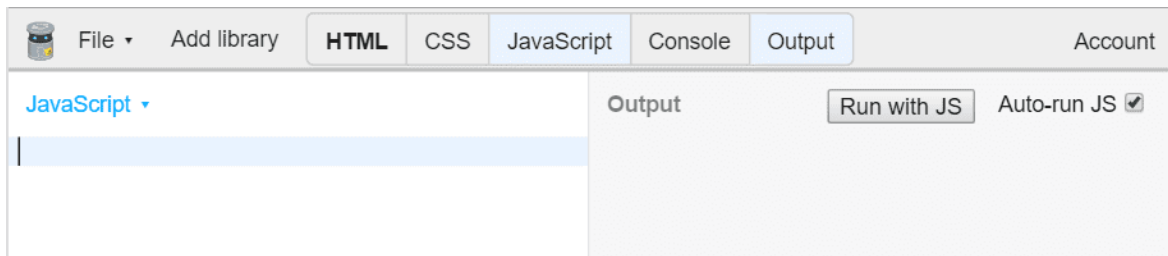 File ▾ Add library HTML CSS JavaScript Console Output Account
JavaScript ▾ Output Run with JS Auto-run JS